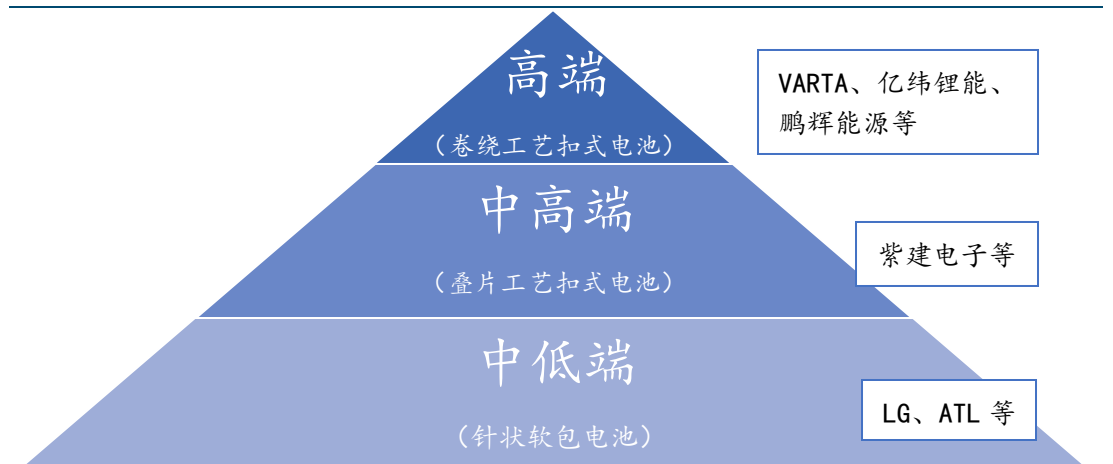 高端
（卷绕工艺扣式电池）
VARTA、亿纬锂能、
鹏辉能源等
中高端
（叠片工艺扣式电池）
紫建电子等
中低端
（针状软包电池）
LG、ATL 等